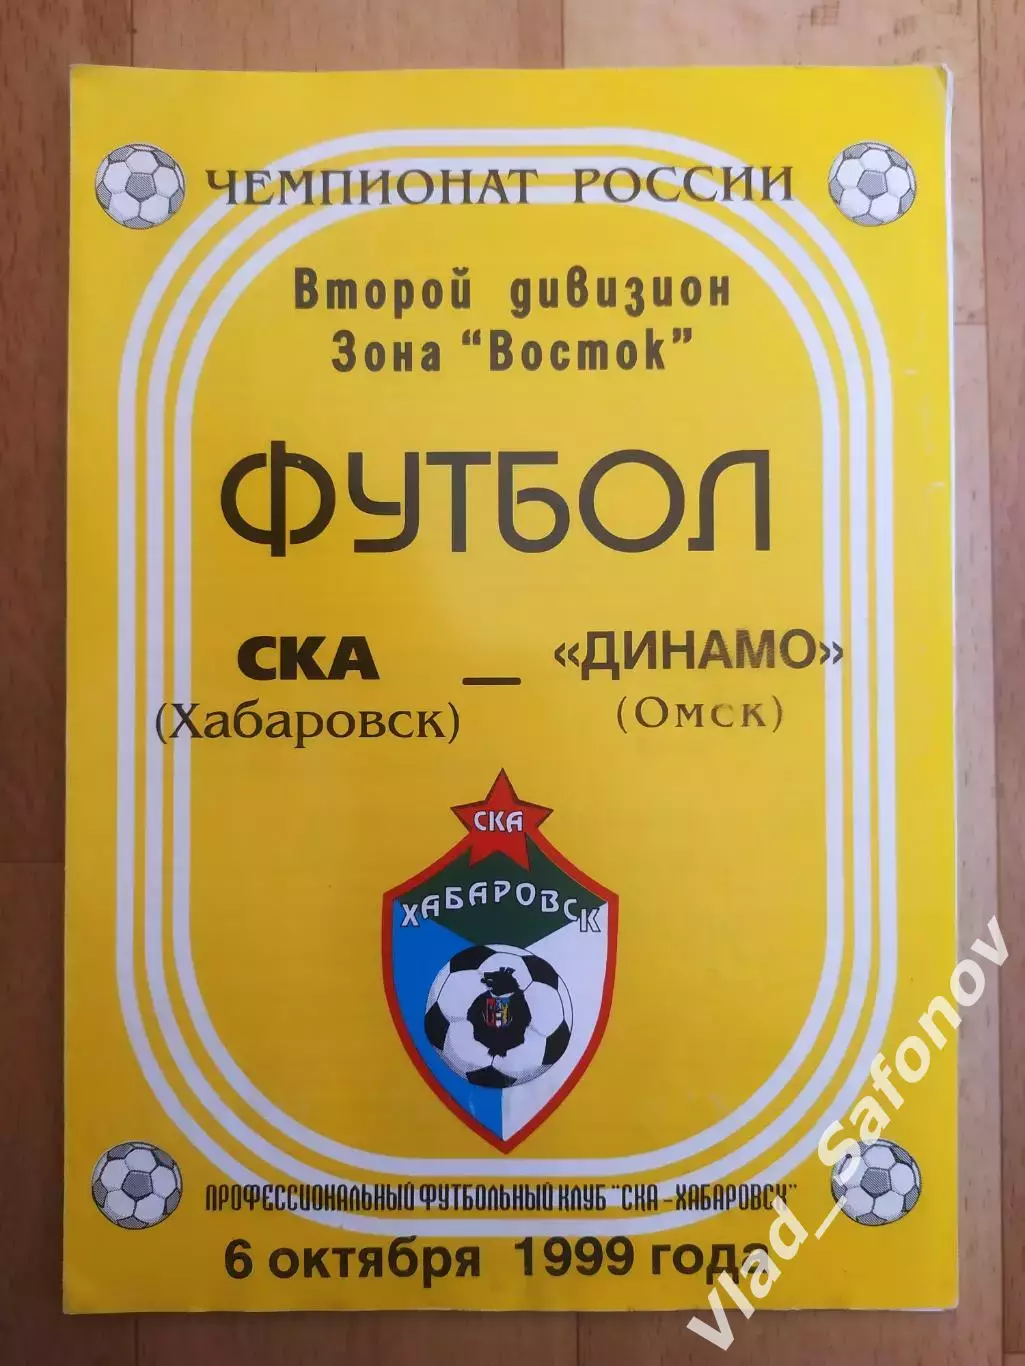 ЧЕМПИОНАТ РОССИИ
Второй дивизион
Зона "Восток"
ФУТБОЛ
СКА — «ДИНАМО»
(Хабаровск) (Омск)
СКА
ХАБАРОВСК
ПРОФЕССИОНАЛЬНЫЙ ФУТБОЛЬНЫЙ КЛУБ "СКА-ХАБАРОВСК"
6 октября 1999 года
Vlad_Safonov